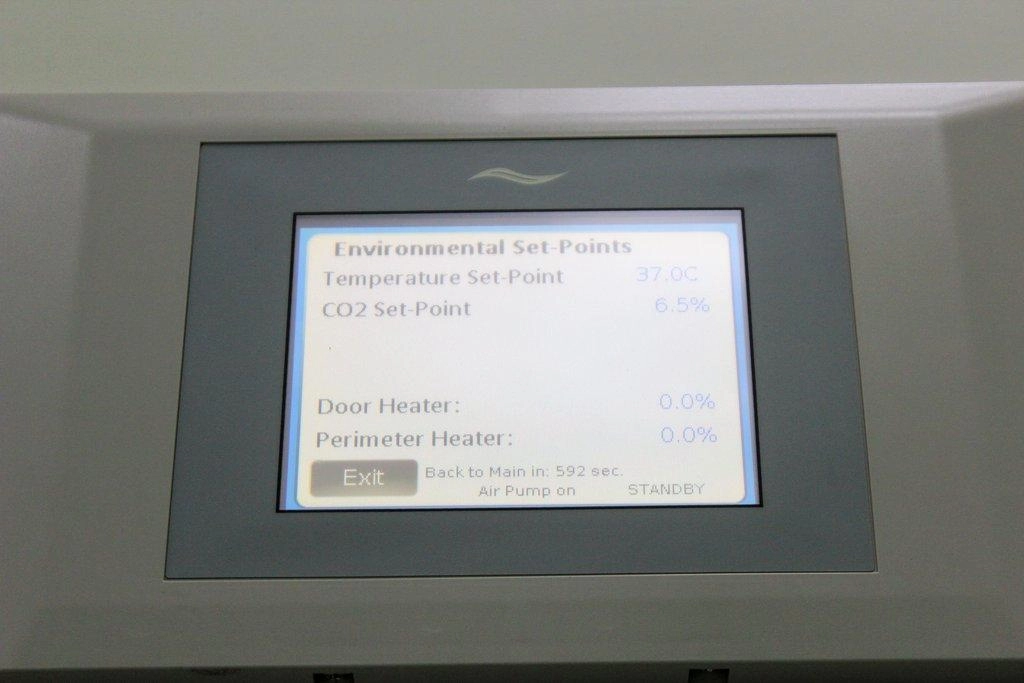 Environmental Set-Points
Temperature Set-Point 37.0C
CO2 Set-Point 6.5%
Door Heater: 0.0%
Perimeter Heater: 0.0%
Exit
Back to Main in: 592 sec.
Air Pump on STANDBY